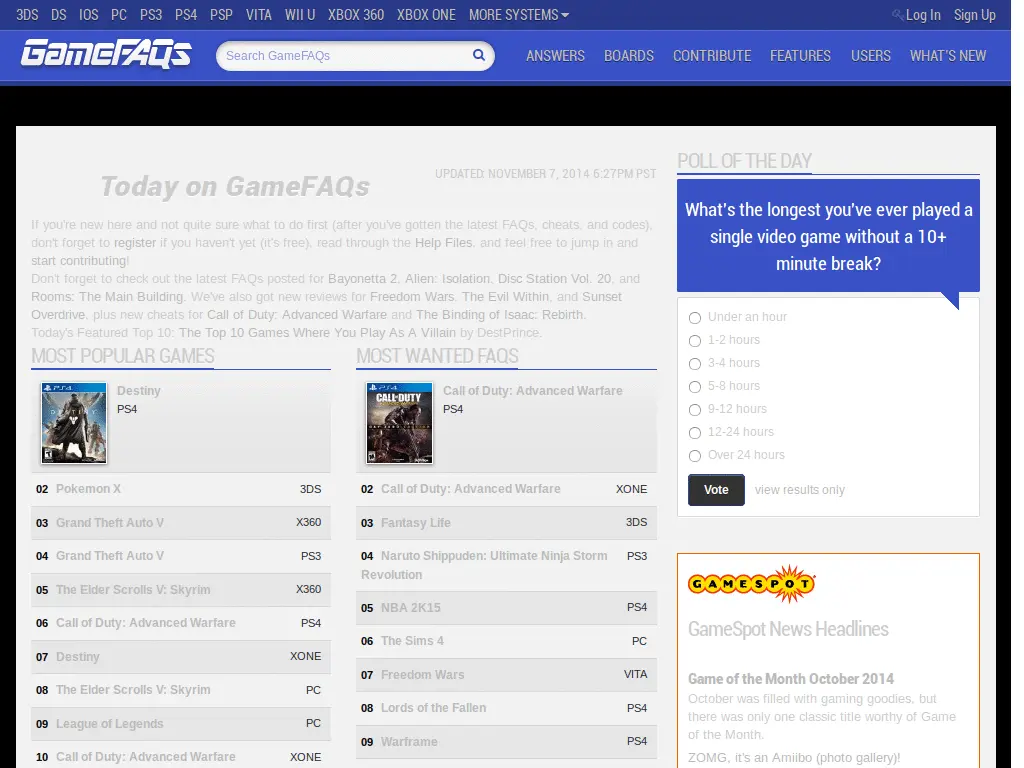 3DS DS IOS PC PS3 PS4 PSP VITA WII U XBOX 360 XBOX ONE MORE SYSTEMS Log In Sign Up
GameFAQs Search GameFAQs ANSWERS BOARDS CONTRIBUTE FEATURES USERS WHAT'S NEW
Today on GameFAQs
UPDATED: NOVEMBER 7, 2014 6:27PM PST
If you're new here and not quite sure what to do first (after you've gotten the latest FAQs, cheats, and codes),
don't forget to register if you haven't yet (it's free), read through the Help Files, and feel free to jump in and
start contributing!
Don't forget to check out the latest FAQs posted for Bayonetta 2, Alien: Isolation, Disc Station Vol. 20, and
Rooms: The Main Building. We've also got new reviews for Freedom Wars, The Evil Within, and Sunset
Overdrive, plus new cheats for Call of Duty: Advanced Warfare and The Binding of Isaac: Rebirth.
Today's Featured Top 10: The Top 10 Games Where You Play As A Villain by DestPrince.
MOST POPULAR GAMES
Destiny
PS4
02 Pokemon X 3DS
03 Grand Theft Auto V X360
04 Grand Theft Auto V PS3
05 The Elder Scrolls V: Skyrim X360
06 Call of Duty: Advanced Warfare PS4
07 Destiny XONE
08 The Elder Scrolls V: Skyrim PC
09 League of Legends PC
10 Call of Duty: Advanced Warfare XONE
MOST WANTED FAQS
Call of Duty: Advanced Warfare
PS4
02 Call of Duty: Advanced Warfare XONE
03 Fantasy Life 3DS
04 Naruto Shippuden: Ultimate Ninja Storm PS3
Revolution
05 NBA 2K15 PS4
06 The Sims 4 PC
07 Freedom Wars VITA
08 Lords of the Fallen PS4
09 Warframe PS4
POLL OF THE DAY
What's the longest you've ever played a
single video game without a 10+
minute break?
Under an hour
1-2 hours
3-4 hours
5-8 hours
9-12 hours
12-24 hours
Over 24 hours
Vote view results only
GAMESPOT
GameSpot News Headlines
Game of the Month October 2014
October was filled with gaming goodies, but
there was only one classic title worthy of Game
of the Month.
ZOMG, it's an Amiibo (photo gallery)!